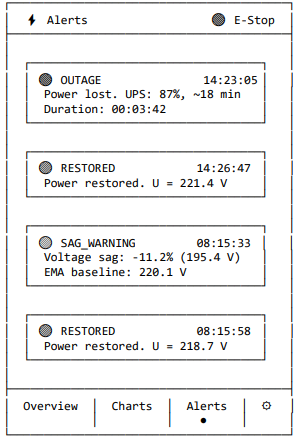 Alerts E-Stop
OUTAGE 14:23:05
Power lost. UPS: 87%, ~18 min
Duration: 00:03:42
RESTORED 14:26:47
Power restored. U = 221.4 V
SAG_WARNING 08:15:33
Voltage sag: -11.2% (195.4 V)
EMA baseline: 220.1 V
RESTORED 08:15:58
Power restored. U = 218.7 V
Overview Charts Alerts